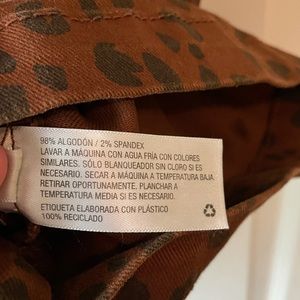 98% ALGODÓN / 2% SPANDEX
LAVAR A MÁQUINA CON AGUA FRÍA CON COLORES
SIMILARES. SÓLO BLANQUEADOR SIN CLORO SI ES
NECESARIO. SECAR A MÁQUINA A TEMPERATURA BAJA.
RETIRAR OPORTUNAMENTE. PLANCHAR A
TEMPERATURA MEDIA SI ES NECESARIO.
ETIQUETA ELABORADA CON PLÁSTICO
100% RECICLADO